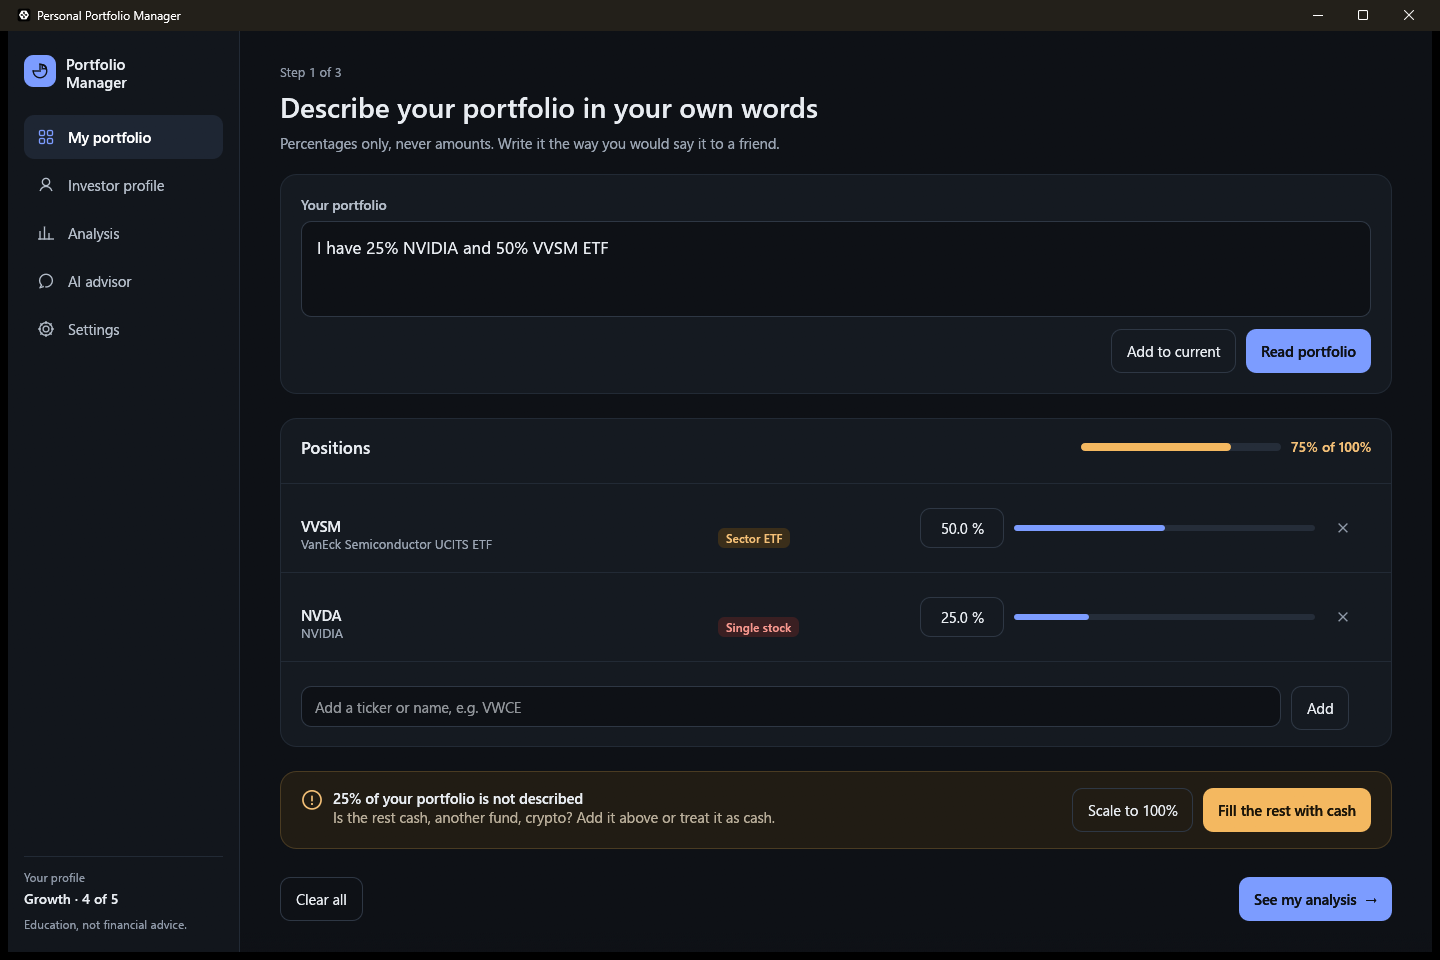 Personal Portfolio Manager
Portfolio
Manager
My portfolio
Investor profile
Analysis
AI advisor
Settings
Your profile
Growth · 4 of 5
Education, not financial advice.
Step 1 of 3
Describe your portfolio in your own words
Percentages only, never amounts. Write it the way you would say it to a friend.
Your portfolio
I have 25% NVIDIA and 50% VVSM ETF
Add to current
Read portfolio
Positions
75% of 100%
VVSM
VanEck Semiconductor UCITS ETF
Sector ETF
50.0 %
NVDA
NVIDIA
Single stock
25.0 %
Add a ticker or name, e.g. VWCE
Add
25% of your portfolio is not described
Is the rest cash, another fund, crypto? Add it above or treat it as cash.
Scale to 100%
Fill the rest with cash
Clear all
See my analysis →